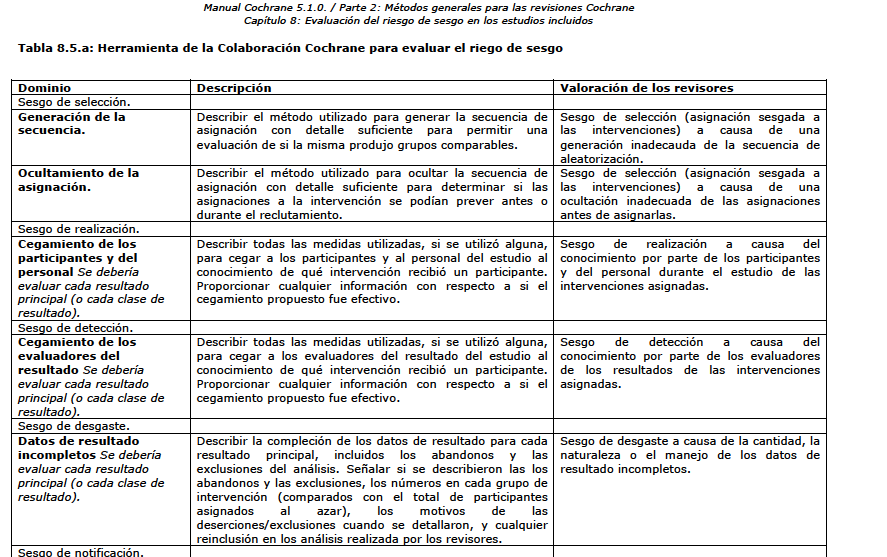 Manual Cochrane 5.1.0. / Parte 2: Métodos generales para las revisiones Cochrane
Capítulo 8: Evaluación del riesgo de sesgo en los estudios incluidos
Tabla 8.5.a: Herramienta de la Colaboración Cochrane para evaluar el riego de sesgo
Dominio
Descripción
Valoración de los revisores
Sesgo de selección.
Generación de la
secuencia.
Describir el método utilizado para generar la secuencia de
asignación con detalle suficiente para permitir una
evaluación de si la misma produjo grupos comparables.
Sesgo de selección (asignación sesgada a
las intervenciones) a causa de una
generación inadecauda de la secuencia de
aleatorización.
Ocultamiento de la
asignación.
Describir el método utilizado para ocultar la secuencia de
asignación con detalle suficiente para determinar si las
asignaciones a la intervención se podían prever antes o
durante el reclutamiento.
Sesgo de selección (asignación sesgada a
las intervenciones) a causa de una
ocultación inadecuada de las asignaciones
antes de asignarlas.
Sesgo de realización.
Cegamiento de los
participantes y del
personal Se debería
evaluar cada resultado
principal (o cada clase de
resultado).
Describir todas las medidas utilizadas, si se utilizó alguna,
para cegar a los participantes y al personal del estudio al
conocimiento de qué intervención recibió un participante.
Proporcionar cualquier información con respecto a si el
cegamiento propuesto fue efectivo.
Sesgo de realización a causa del
conocimiento por parte de los participantes
y del personal durante el estudio de las
intervenciones asignadas.
Sesgo de detección.
Cegamiento de los
evaluadores del
resultado Se debería
evaluar cada resultado
principal (o cada clase de
resultado).
Describir todas las medidas utilizadas, si se utilizó alguna,
para cegar a los evaluadores del resultado del estudio al
conocimiento de qué intervención recibió un participante.
Proporcionar cualquier información con respecto a si el
cegamiento propuesto fue efectivo.
Sesgo de detección a causa del
conocimiento por parte de los evaluadores
de los resultados de las intervenciones
asignadas.
Sesgo de desgaste.
Datos de resultado
incompletos Se debería
evaluar cada resultado
principal (o cada clase de
resultado).
Describir la compleción de los datos de resultado para cada
resultado principal, incluidos los abandonos y las
exclusiones del análisis. Señalar si se describieron las los
abandonos y las exclusiones, los números en cada grupo de
intervención (comparados con el total de participantes
asignados al azar), los motivos de las
deserciones/exclusiones cuando se detallaron, y cualquier
reinclusión en los análisis realizada por los revisores.
Sesgo de desgaste a causa de la cantidad, la
naturaleza o el manejo de los datos de
resultado incompletos.
Sesgo de notificación.